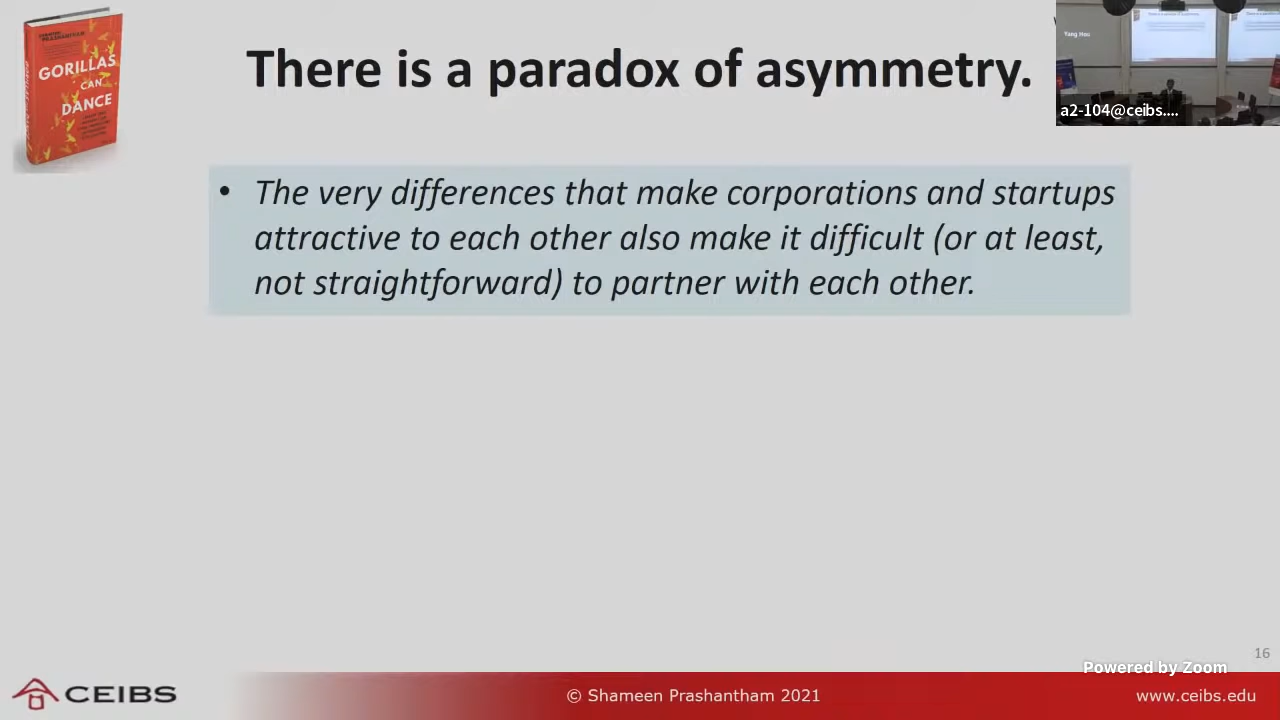 PRASHANTHAM
GORILLAS
CAN
DANCE
There is a paradox of asymmetry.
Yang Hou
a2-104@ceibs....
• The very differences that make corporations and startups
attractive to each other also make it difficult (or at least,
not straightforward) to partner with each other.
16
Powered by Zoom
CEIBS
© Shameen Prashantham 2021
www.ceibs.edu